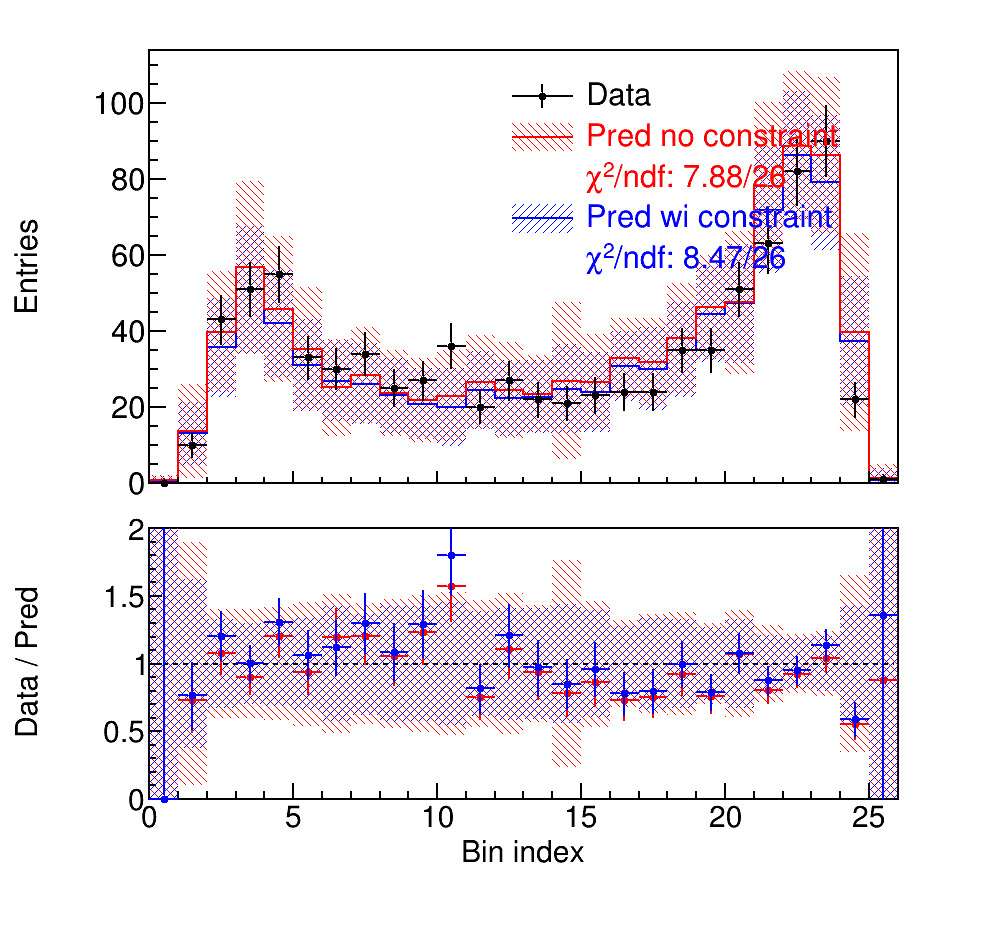 Entries
100
80
60
40
20
0
Data
Pred no constraint
χ²/ndf: 7.88/26
Pred wi constraint
χ²/ndf: 8.47/26
Data / Pred
2
1.5
1
0.5
0
0 5 10 15 20 25
Bin index